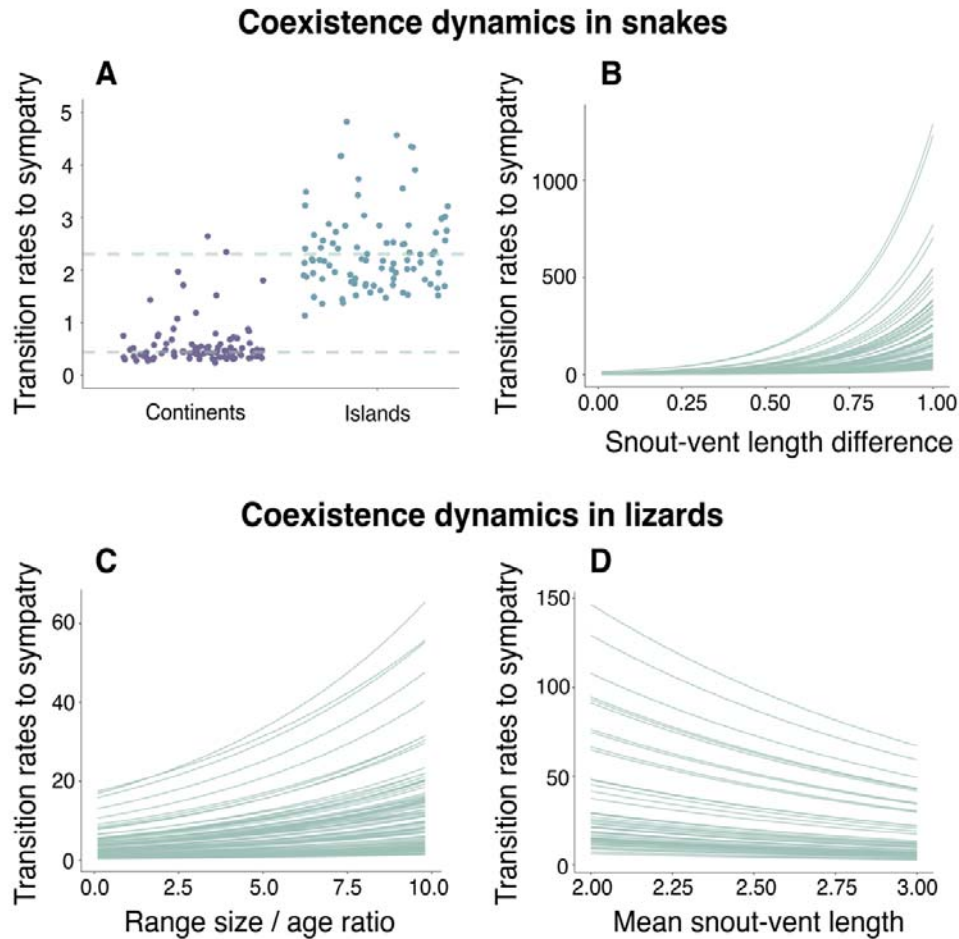 Coexistence dynamics in snakes
A
Transition rates to sympatry
5
4
3
2
1
0
Continents
Islands
B
Transition rates to sympatry
1000
500
0
0.00
0.25
0.50
0.75
1.00
Snout-vent length difference
Coexistence dynamics in lizards
C
Transition rates to sympatry
60
40
20
0
0.0
2.5
5.0
7.5
10.0
Range size / age ratio
D
Transition rates to sympatry
150
100
50
0
2.00
2.25
2.50
2.75
3.00
Mean snout-vent length